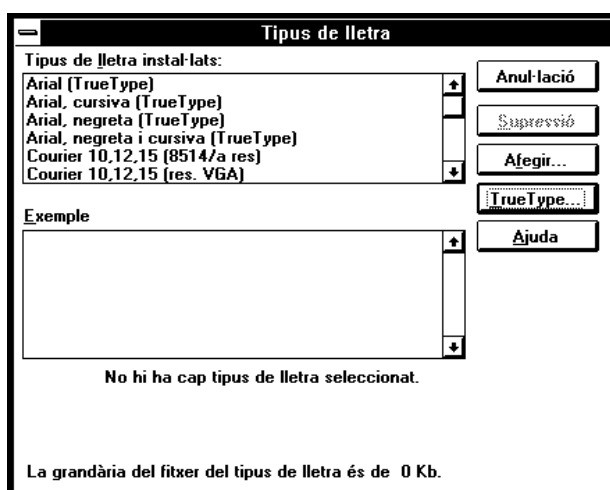 Tipus de lletra
Tipus de lletra instal·lats:
Arial (TrueType)
Arial, cursiva (TrueType)
Arial, negreta (TrueType)
Arial, negreta i cursiva (TrueType)
Courier 10,12,15 (8514/a res)
Courier 10,12,15 (res. VGA)
Anul·lació
Supressió
Afegir...
TrueType...
Ajuda
Exemple
No hi ha cap tipus de lletra seleccionat.
La grandària del fitxer del tipus de lletra és de 0 Kb.